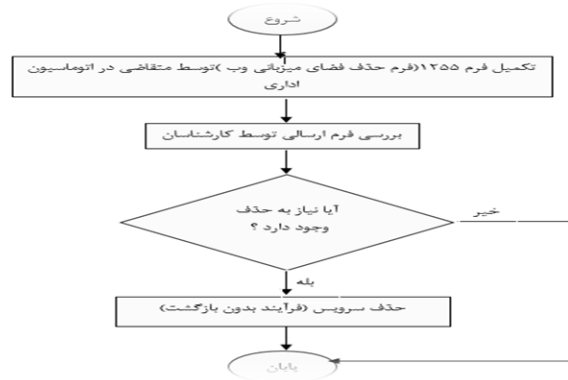 شروع
تکمیل فرم ۱۲۵۵(فرم حذف فضای میزبانی وب )توسط متقاضی در اتوماسیون
اداری
بررسی فرم ارسالی توسط کارشناسان
آیا نیاز به حذف
وجود دارد ؟
خیر
بله
حذف سرویس (فرآیند بدون بازگشت)
پایان